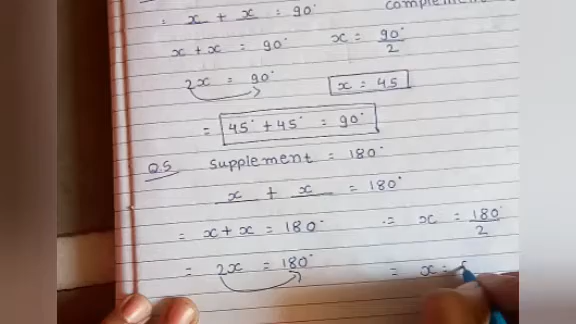 = x + x = 90° complement
x + x = 90° x = 90°/2
2x = 90° x = 45
= 45° + 45° = 90°
Q5 supplement = 180°
x + x = 180°
= x + x = 180° = x = 180°/2
= 2x = 180° = x =